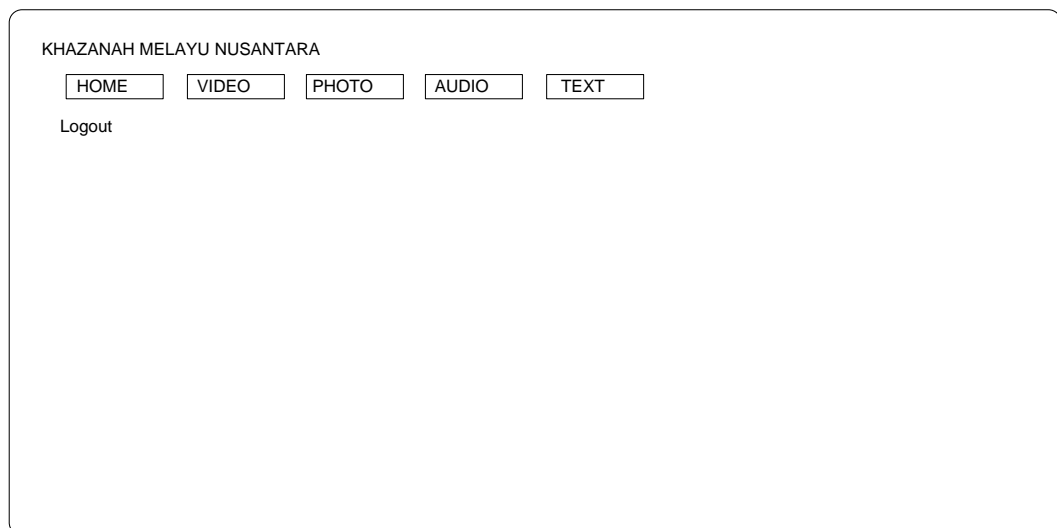 KHAZANAH MELAYU NUSANTARA
HOME VIDEO PHOTO AUDIO TEXT
Logout